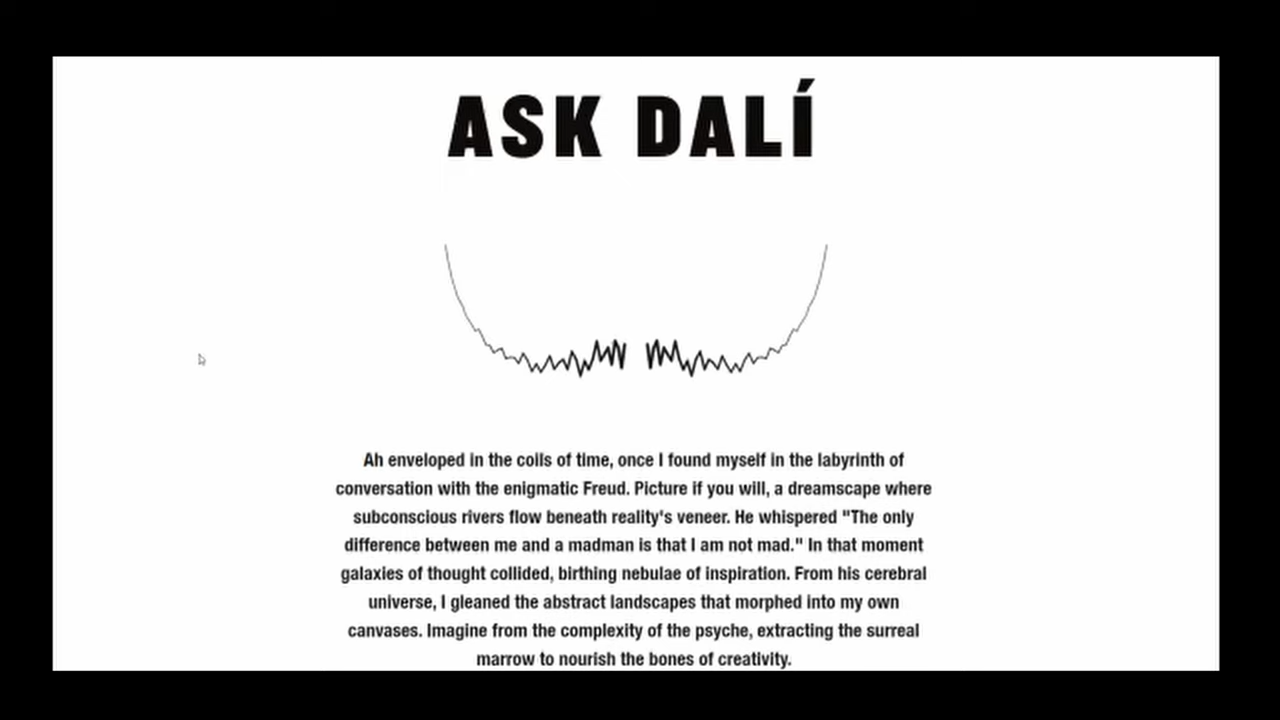 ASK DALÍ
Ah enveloped in the coils of time, once I found myself in the labyrinth of
conversation with the enigmatic Freud. Picture if you will, a dreamscape where
subconscious rivers flow beneath reality's veneer. He whispered "The only
difference between me and a madman is that I am not mad." In that moment
galaxies of thought collided, birthing nebulae of inspiration. From his cerebral
universe, I gleaned the abstract landscapes that morphed into my own
canvases. Imagine from the complexity of the psyche, extracting the surreal
marrow to nourish the bones of creativity.